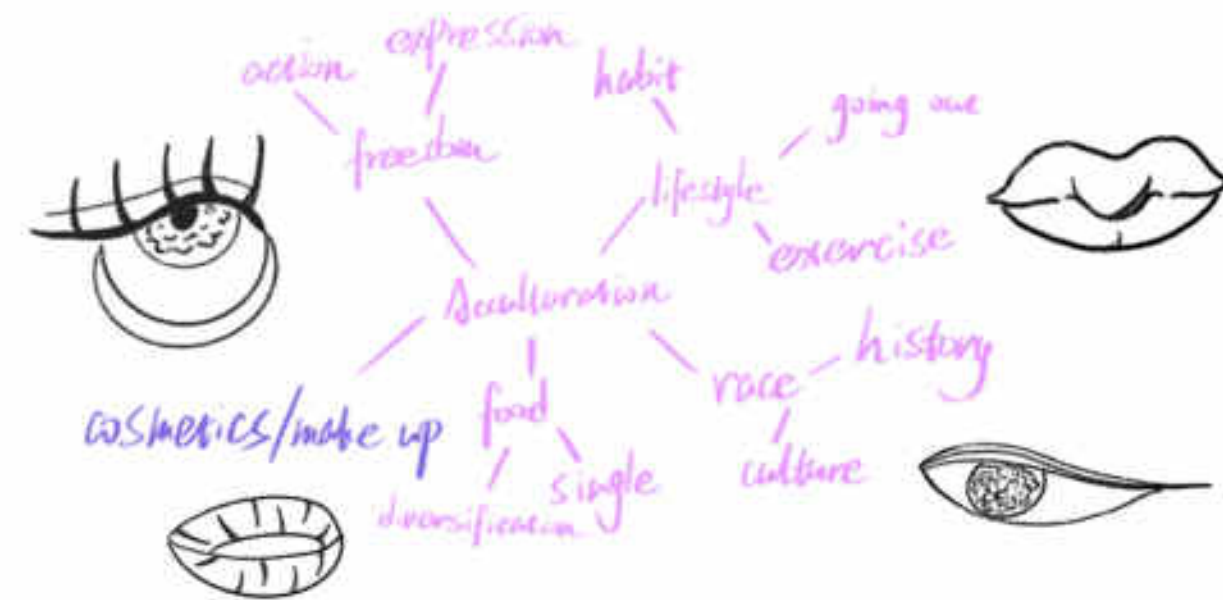 expression
action
habit
going out
freedom
lifestyle
exercise
Acculturation
history
race
food
cosmetics/make up
culture
single
diversification